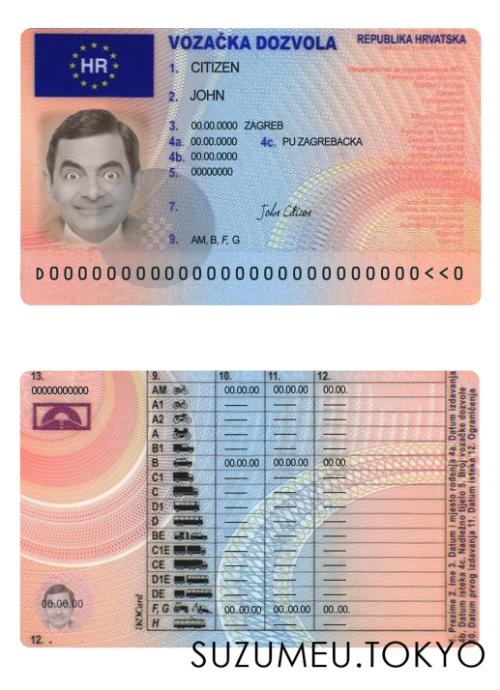 HR
VOZAČKA DOZVOLA
REPUBLIKA HRVATSKA
1. CITIZEN
2. JOHN
3. 00.00.0000 ZAGREB
4a. 00.00.0000 4c. PU ZAGREBACKA
4b. 00.00.0000
5. 00000000
7. John Citizen
9. AM, B, F, G
D00000000000000000000000000<<0
13. 9. 10. 11. 12.
00000000000
AM 00.00.00 00.00.00 00.00.
A1
A2
A
B1
B 00.00.00 00.00.00 00.00.
C1
C
D1
D
BE
C1E
CE
D1E
DE
F, G 00.00.00 00.00.00 00..00.
H
00.00.00
12. .
1. Prezime 2. Ime 3. Datum i mjesto rođenja 4a. Datum izdavanja
4b. Datum isteka 4c. Nadležno tijelo 5. Broj vozačke dozvole
10. Datum prvog izdavanja 11. Datum isteka 12. Ograničenja
SUZUMEU.TOKYO